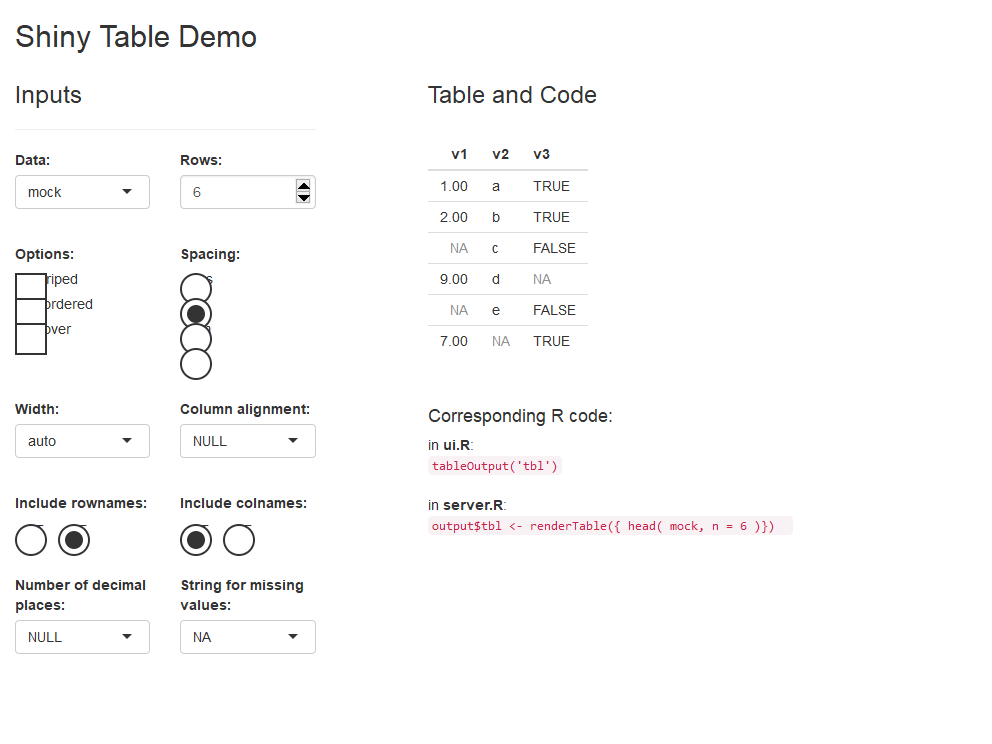 Shiny Table Demo
Inputs
Data:
Rows:
mock
6
Options:
Spacing:
riped
ordered
over
Width:
Column alignment:
auto
NULL
Include rownames:
Include colnames:
Number of decimal
places:
String for missing
values:
NULL
NA
Table and Code
v1 v2 v3
1.00 a TRUE
2.00 b TRUE
NA c FALSE
9.00 d NA
NA e FALSE
7.00 NA TRUE
Corresponding R code:
in ui.R:
tableOutput('tbl')
in server.R:
output$tbl <- renderTable({ head( mock, n = 6 )})